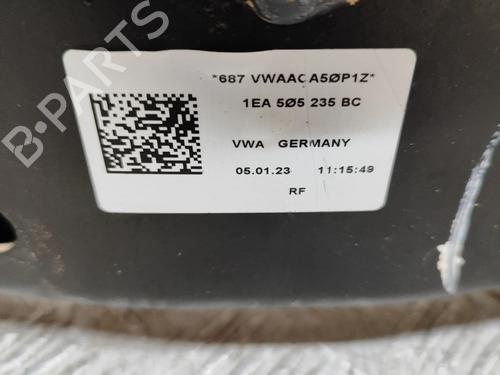 *687 VWAACA5ØP1Z*
1EA 5Ø5 235 BC
VWA GERMANY
05.01.23 11:15:49
RF
B-PARTS